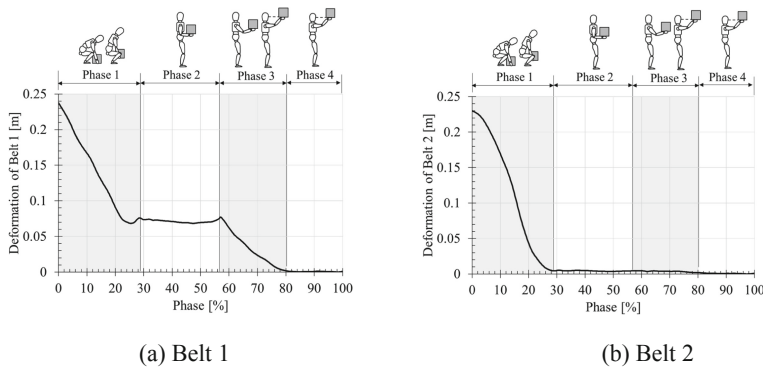 Phase 1 Phase 2 Phase 3 Phase 4
Deformation of Belt 1 [m]
0.25
0.2
0.15
0.1
0.05
0
0 10 20 30 40 50 60 70 80 90 100
Phase [%]
(a) Belt 1
Phase 1 Phase 2 Phase 3 Phase 4
Deformation of Belt 2 [m]
0.25
0.2
0.15
0.1
0.05
0
0 10 20 30 40 50 60 70 80 90 100
Phase [%]
(b) Belt 2